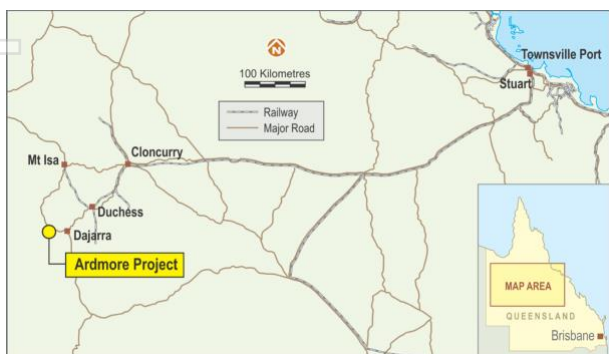 Townsville Port
Stuart
N
100 Kilometres
Railway
Major Road
Mt Isa
Cloncurry
Duchess
Dajarra
Ardmore Project
MAP AREA
QUEENSLAND
Brisbane